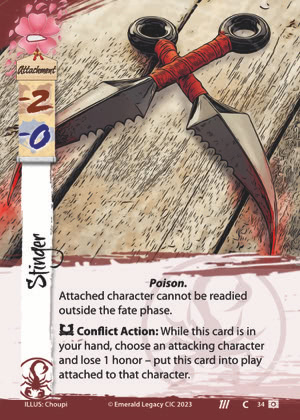 Attachment
-2
-0
Stinger
Poison.
Attached character cannot be readied
outside the fate phase.
Conflict Action: While this card is in
your hand, choose an attacking character
and lose 1 honor – put this card into play
attached to that character.
ILLUS: Choupi
© Emerald Legacy CIC 2023
C 34